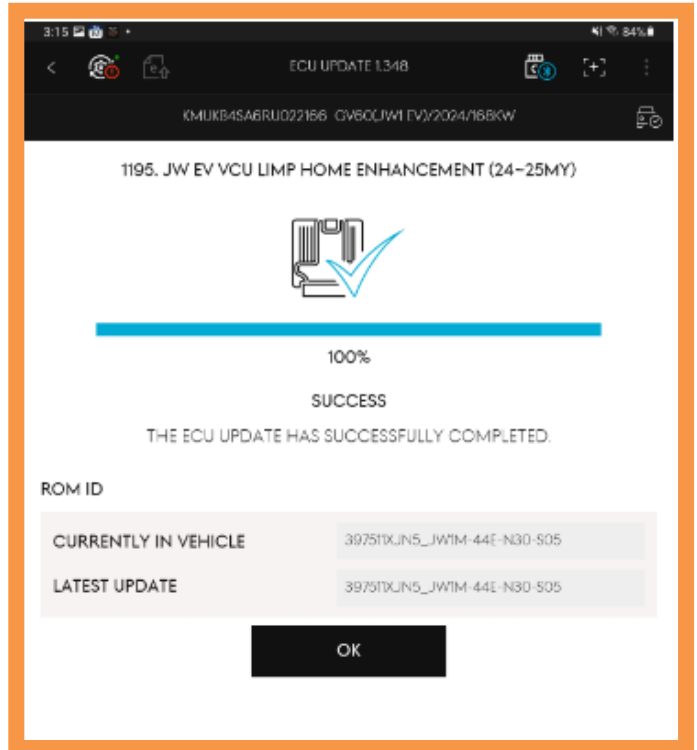 3:15 84%
ECU UPDATE 1.348
KMUKB4SA6RU022166 GV60(JW1 EV)/2024/168KW
1195. JW EV VCU LIMP HOME ENHANCEMENT (24~25MY)
100%
SUCCESS
THE ECU UPDATE HAS SUCCESSFULLY COMPLETED.
ROM ID
CURRENTLY IN VEHICLE 397511XJN5_JW1M-44E-N30-S05
LATEST UPDATE 397511XJN5_JW1M-44E-N30-S05
OK